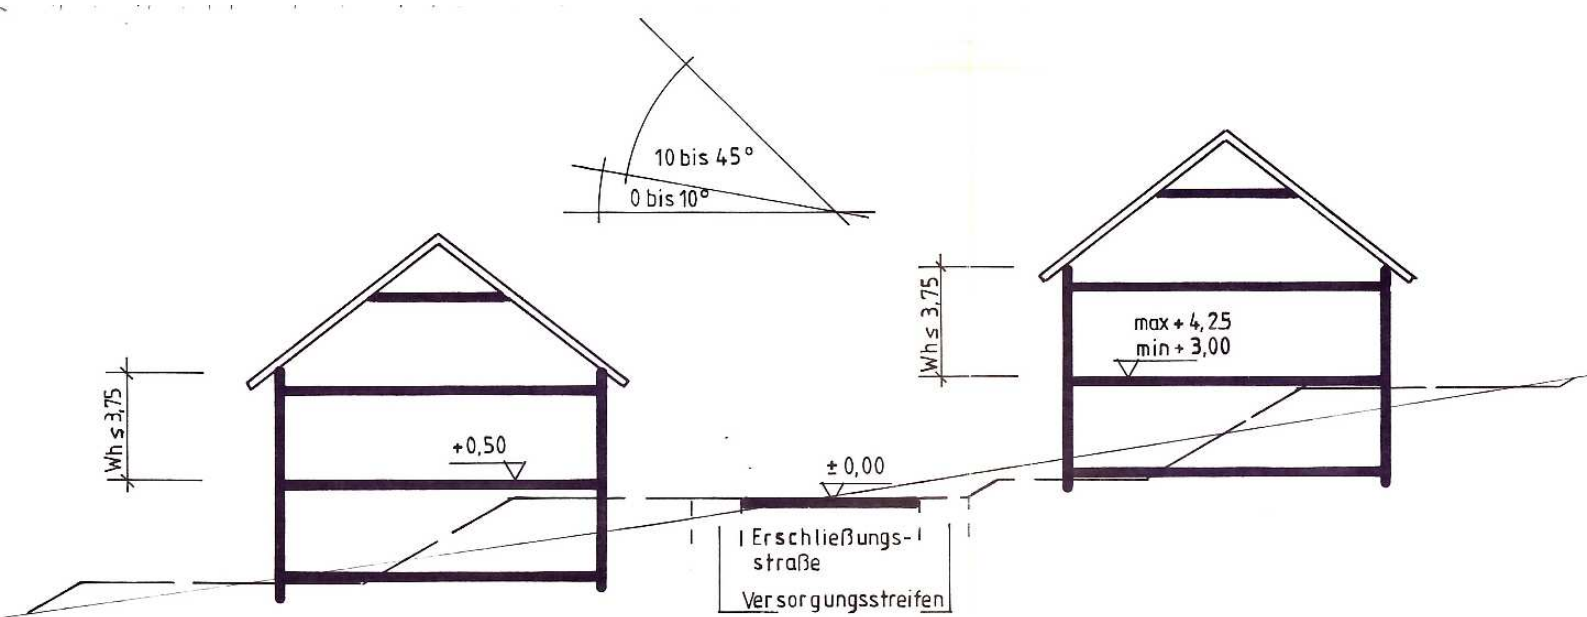 10 bis 45°
0 bis 10°
Wh ≤ 3,75
max + 4,25
min + 3,00
Wh ≤ 3,75
+0,50
± 0,00
Erschließungs-
straße
Versorgungsstreifen